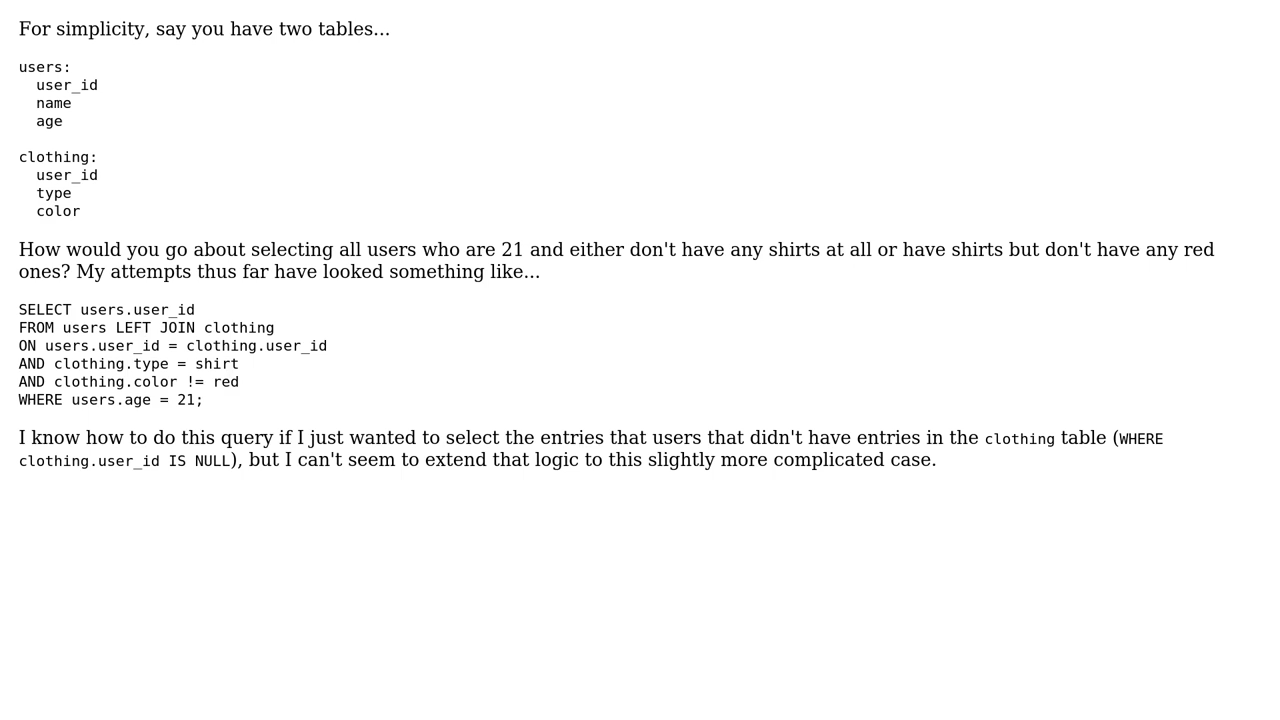 For simplicity, say you have two tables...
users:
  user_id
  name
  age
clothing:
  user_id
  type
  color
How would you go about selecting all users who are 21 and either don't have any shirts at all or have shirts but don't have any red
ones? My attempts thus far have looked something like...
SELECT users.user_id
FROM users LEFT JOIN clothing
ON users.user_id = clothing.user_id
AND clothing.type = shirt
AND clothing.color != red
WHERE users.age = 21;
I know how to do this query if I just wanted to select the entries that users that didn't have entries in the clothing table (WHERE
clothing.user_id IS NULL), but I can't seem to extend that logic to this slightly more complicated case.